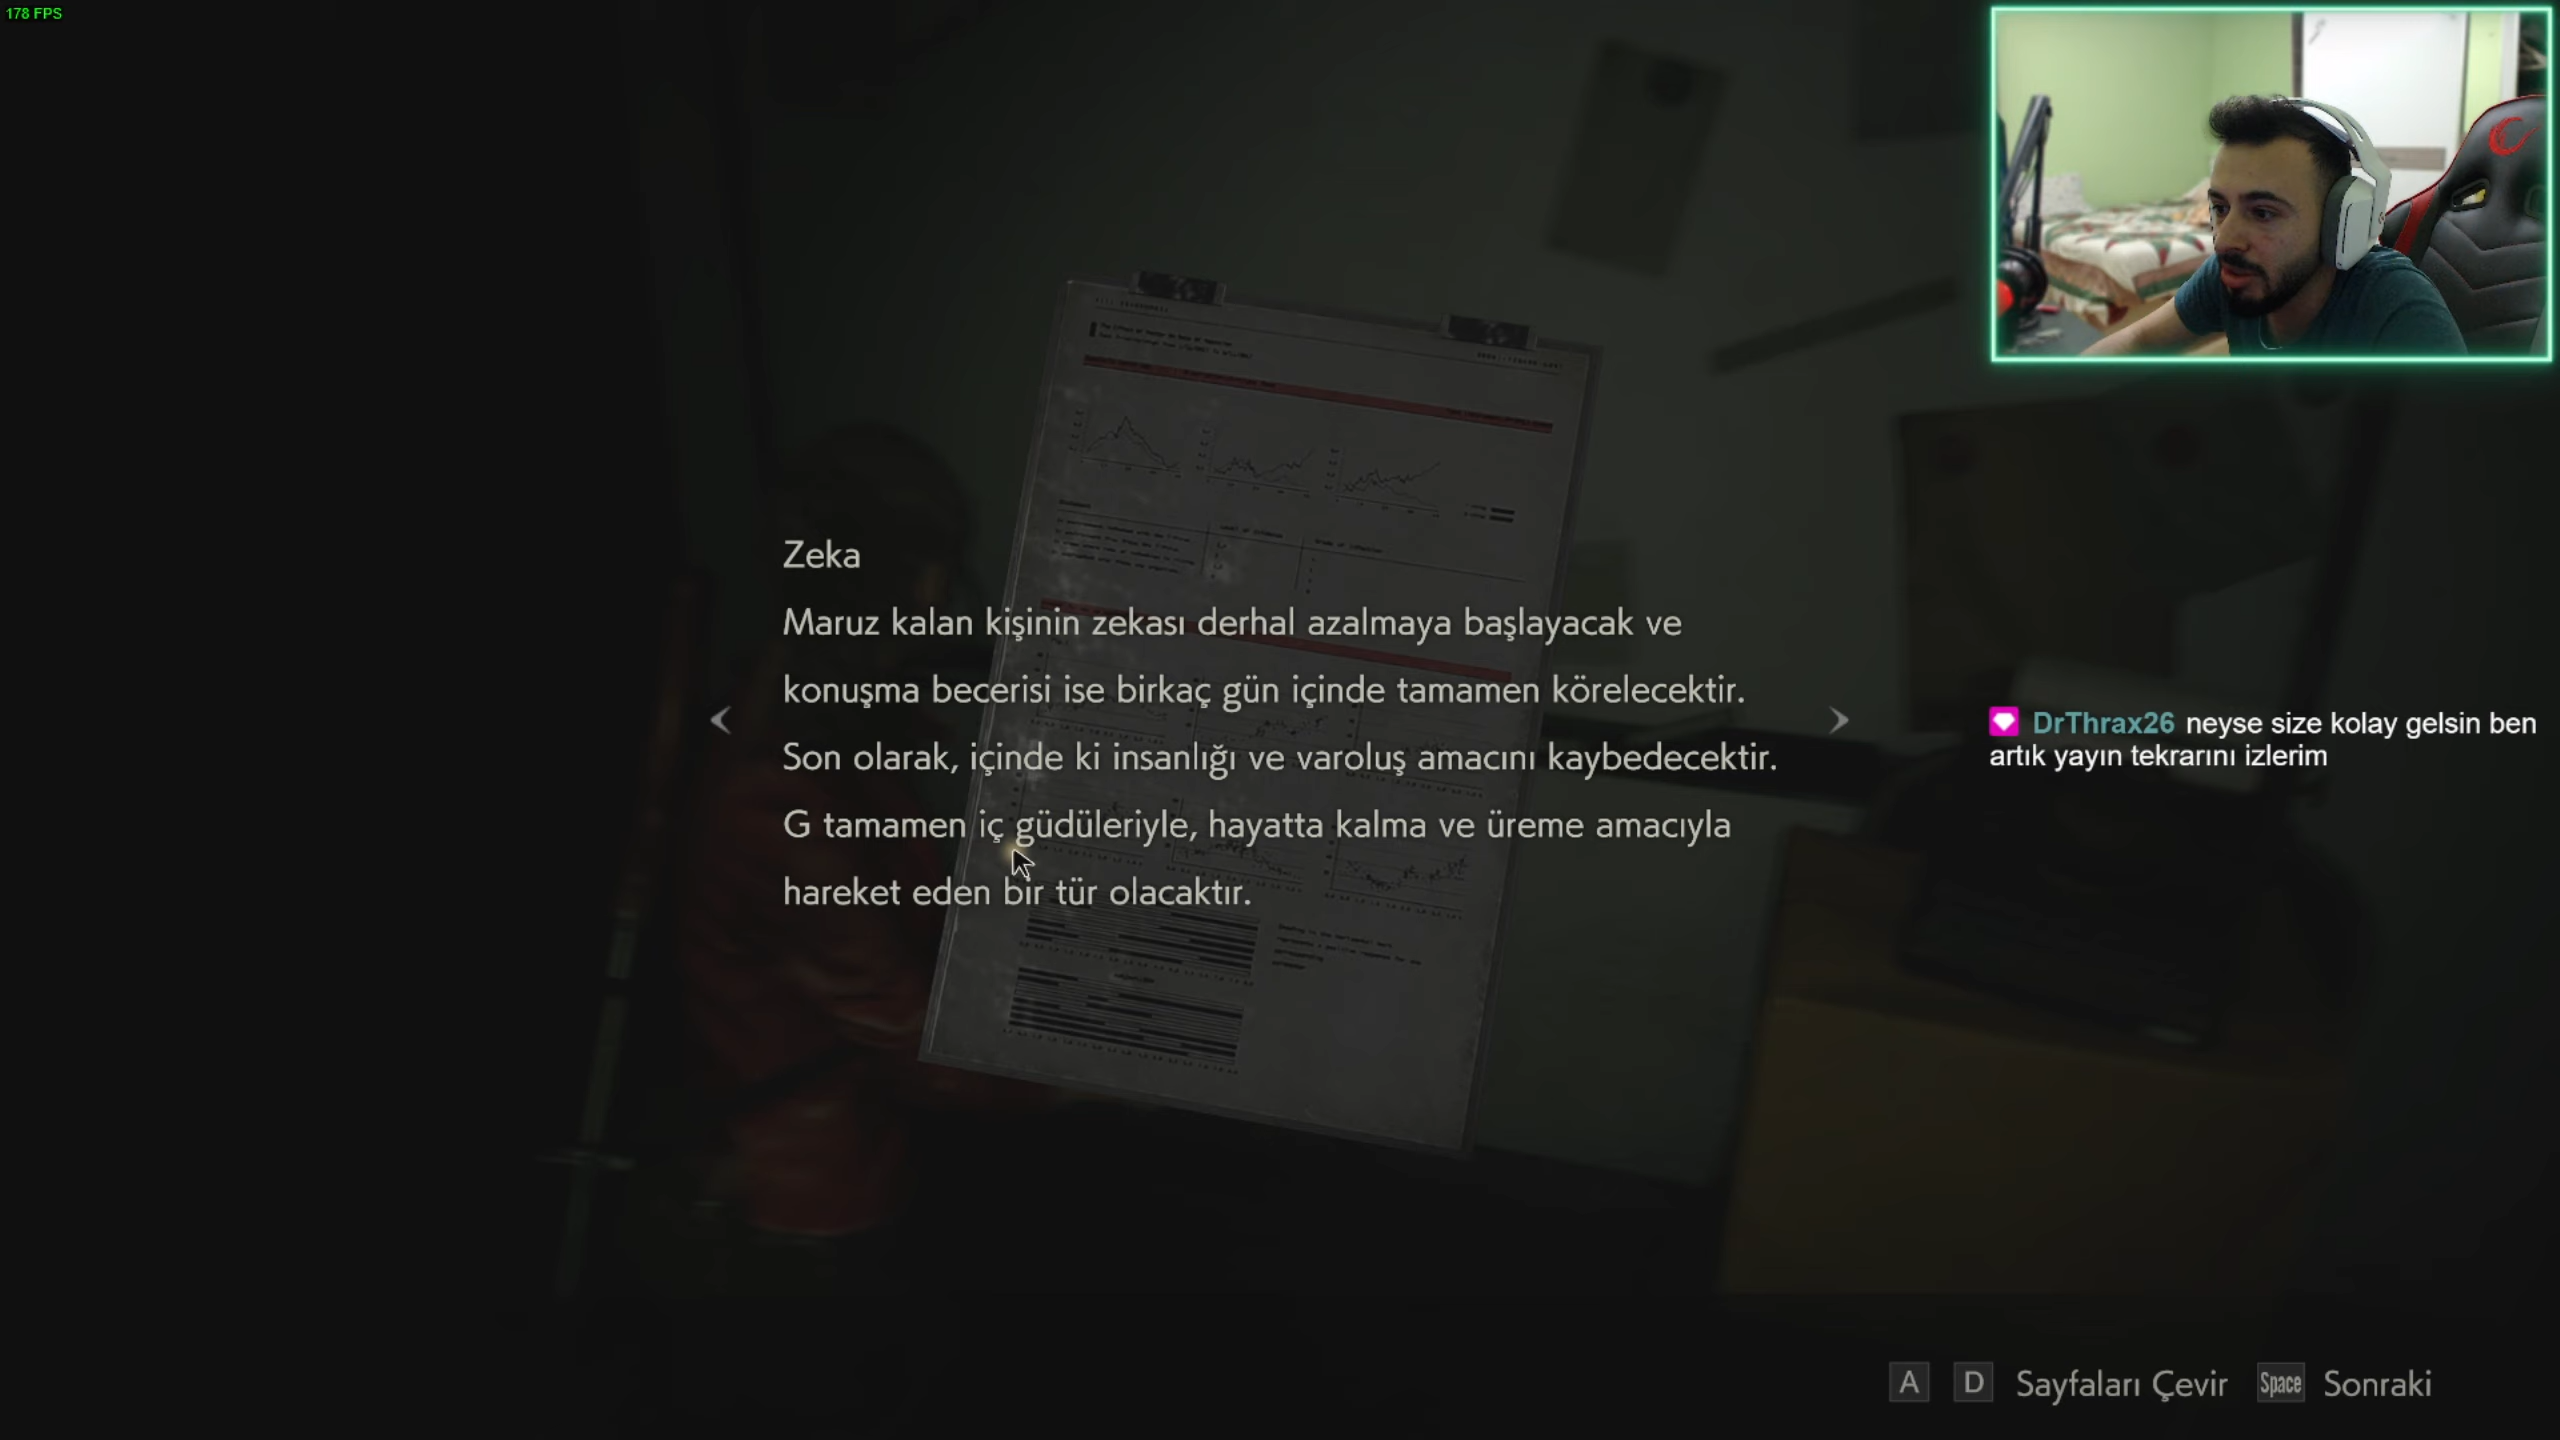 178 FPS
Zeka
Maruz kalan kişinin zekası derhal azalmaya başlayacak ve
konuşma becerisi ise birkaç gün içinde tamamen körelecektir.
Son olarak, içinde ki insanlığı ve varoluş amacını kaybedecektir.
G tamamen iç güdüleriyle, hayatta kalma ve üreme amacıyla
hareket eden bir tür olacaktır.
DrThrax26 neyse size kolay gelsin ben
artık yayın tekrarını izlerim
A D Sayfaları Çevir Space Sonraki